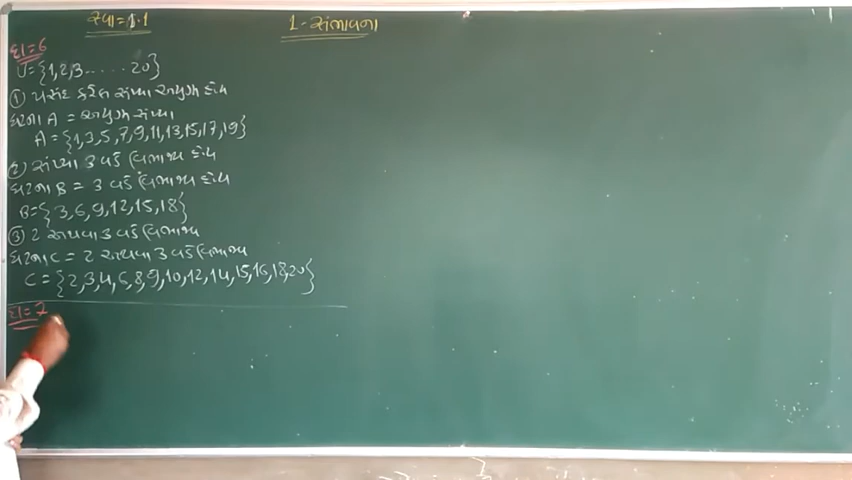 સ્વા=1.1
1-સંભાવના
દા=6
U={1,2,3.....20}
① પસંદ કરેલ સંખ્યા અયુગ્મ હોય
ઘટના A = અયુગ્મ સંખ્યા
A={1,3,5,7,9,11,13,15,17,19}
② સંખ્યા 3 વડે વિભાજ્ય હોય
ઘટના B = 3 વડે વિભાજ્ય હોય
B={3,6,9,12,15,18}
③ 2 અથવા 3 વડે વિભાજ્ય
ઘટના C = 2 અથવા 3 વડે વિભાજ્ય
C={2,3,4,6,8,9,10,12,14,15,16,18,20}
દા=7